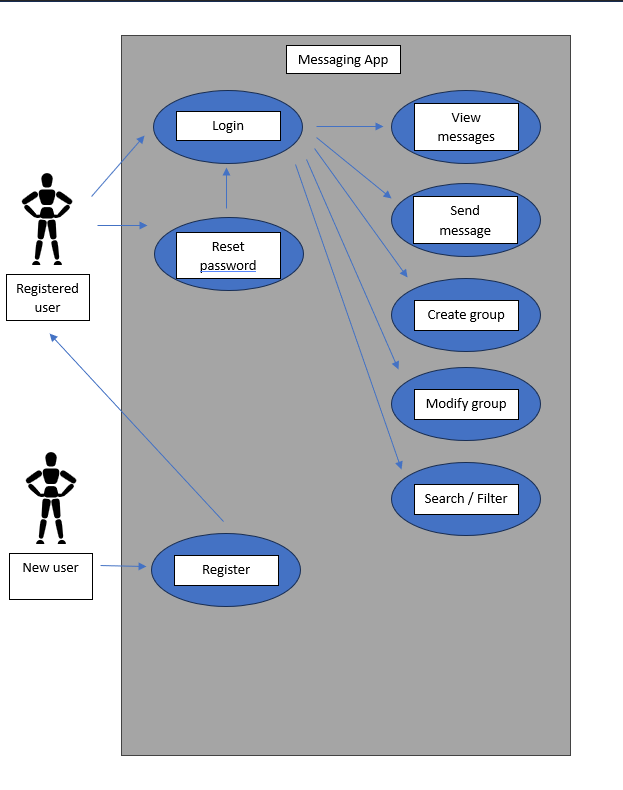 Messaging App
Login
View
messages
Reset
password
Send
message
Registered
user
Create group
Modify group
Search / Filter
New user
Register